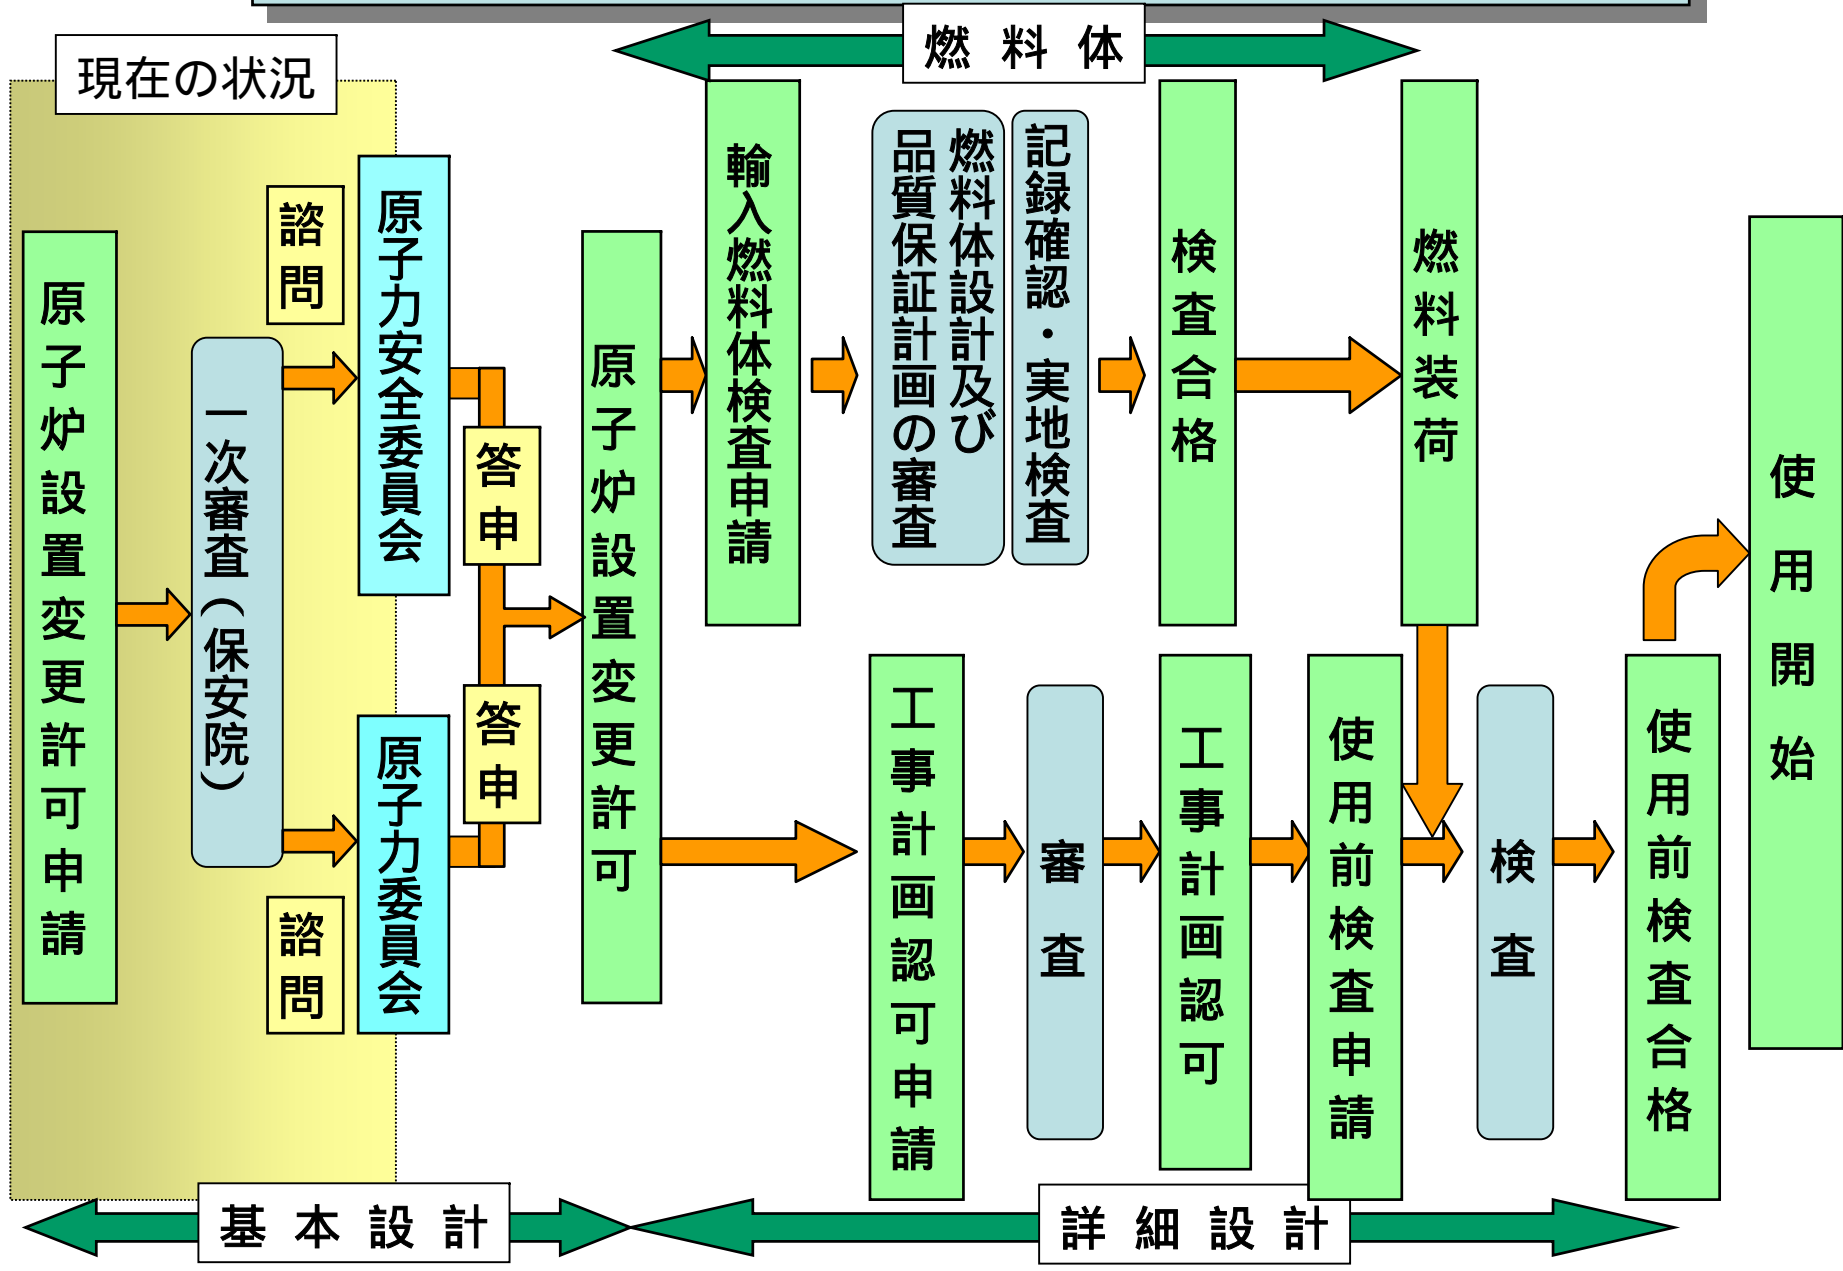 燃料体
現在の状況
原子炉設置変更許可申請
一次審査(保安院)
諮問
原子力安全委員会
答申
諮問
原子力委員会
答申
原子炉設置変更許可
輸入燃料体検査申請
燃料体設計及び
品質保証計画の審査
記録確認・実地検査
検査合格
燃料装荷
工事計画認可申請
審査
工事計画認可
使用前検査申請
検査
使用前検査合格
使用開始
基本設計
詳細設計